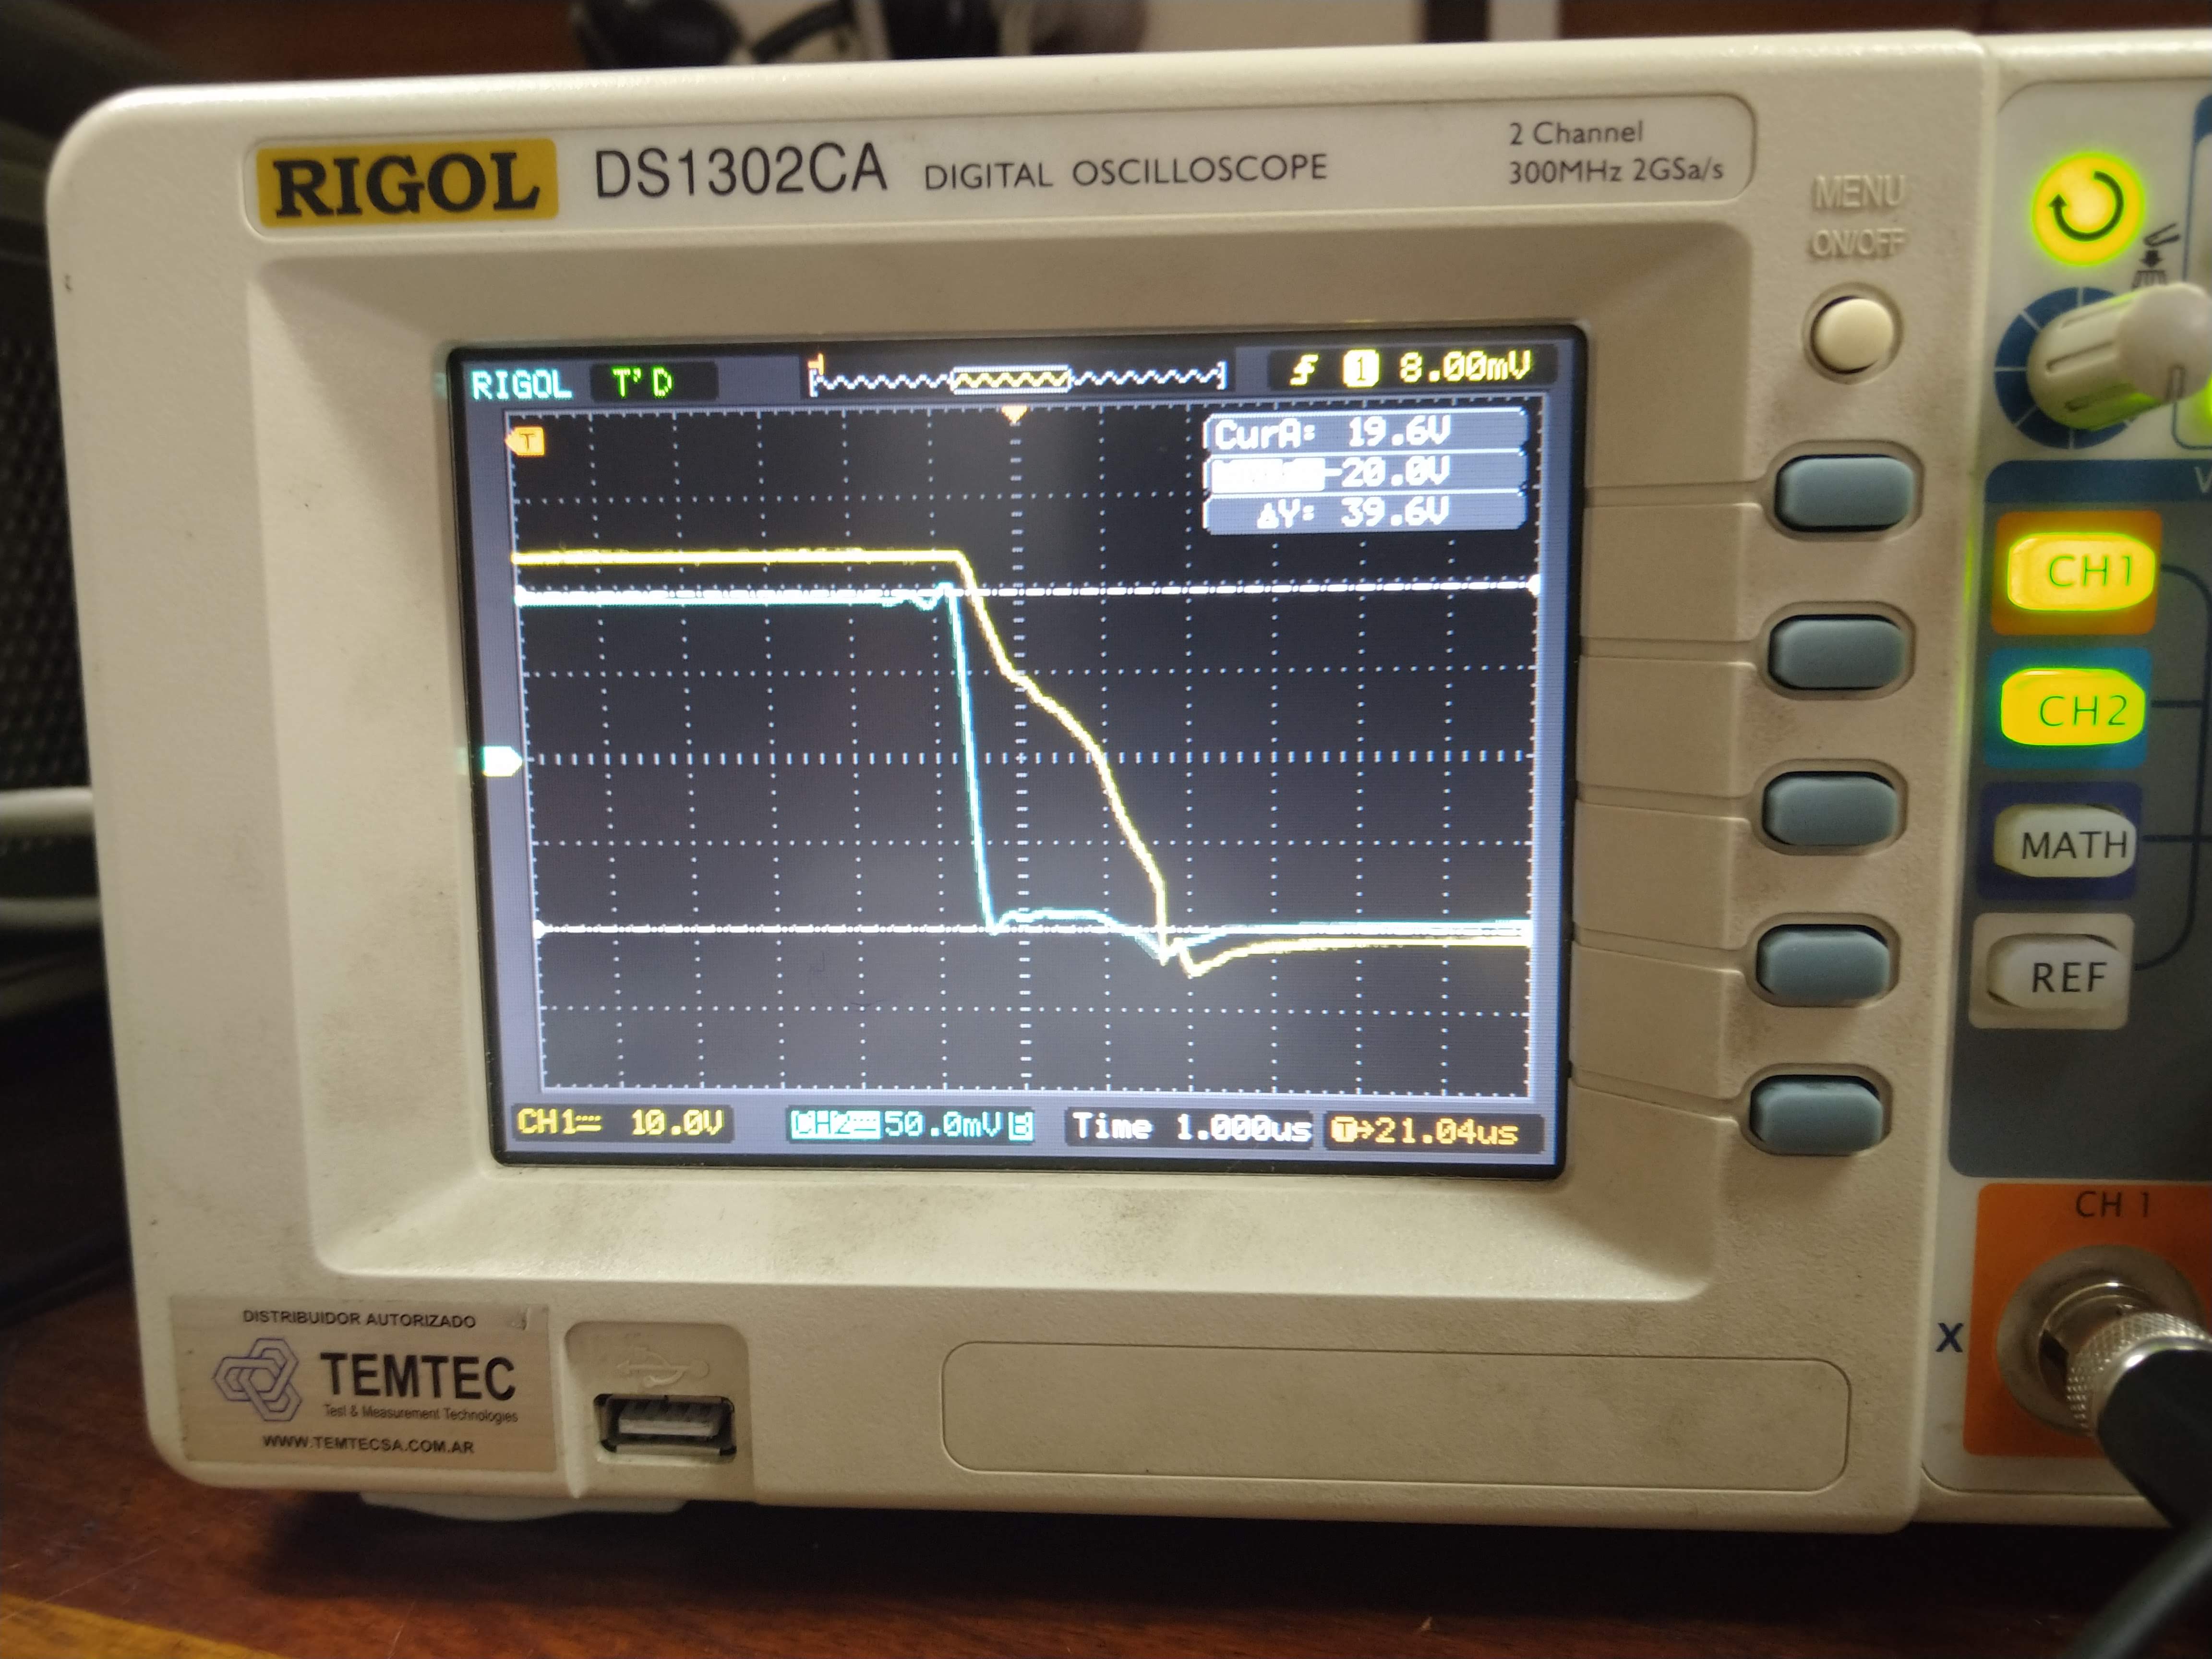 RIGOL DS1302CA DIGITAL OSCILLOSCOPE
2 Channel
300MHz 2GSa/s
MENU
ON/OFF
RIGOL T'D 1 8.00mV
T
CurA: 19.6V
-20.0V
ΔY: 39.6V
CH1 10.0V CH2 50.0mV B Time 1.000us T→21.04us
CH1
CH2
MATH
REF
CH 1
X
DISTRIBUIDOR AUTORIZADO
TEMTEC
Test & Measurement Technologies
WWW.TEMTECSA.COM.AR